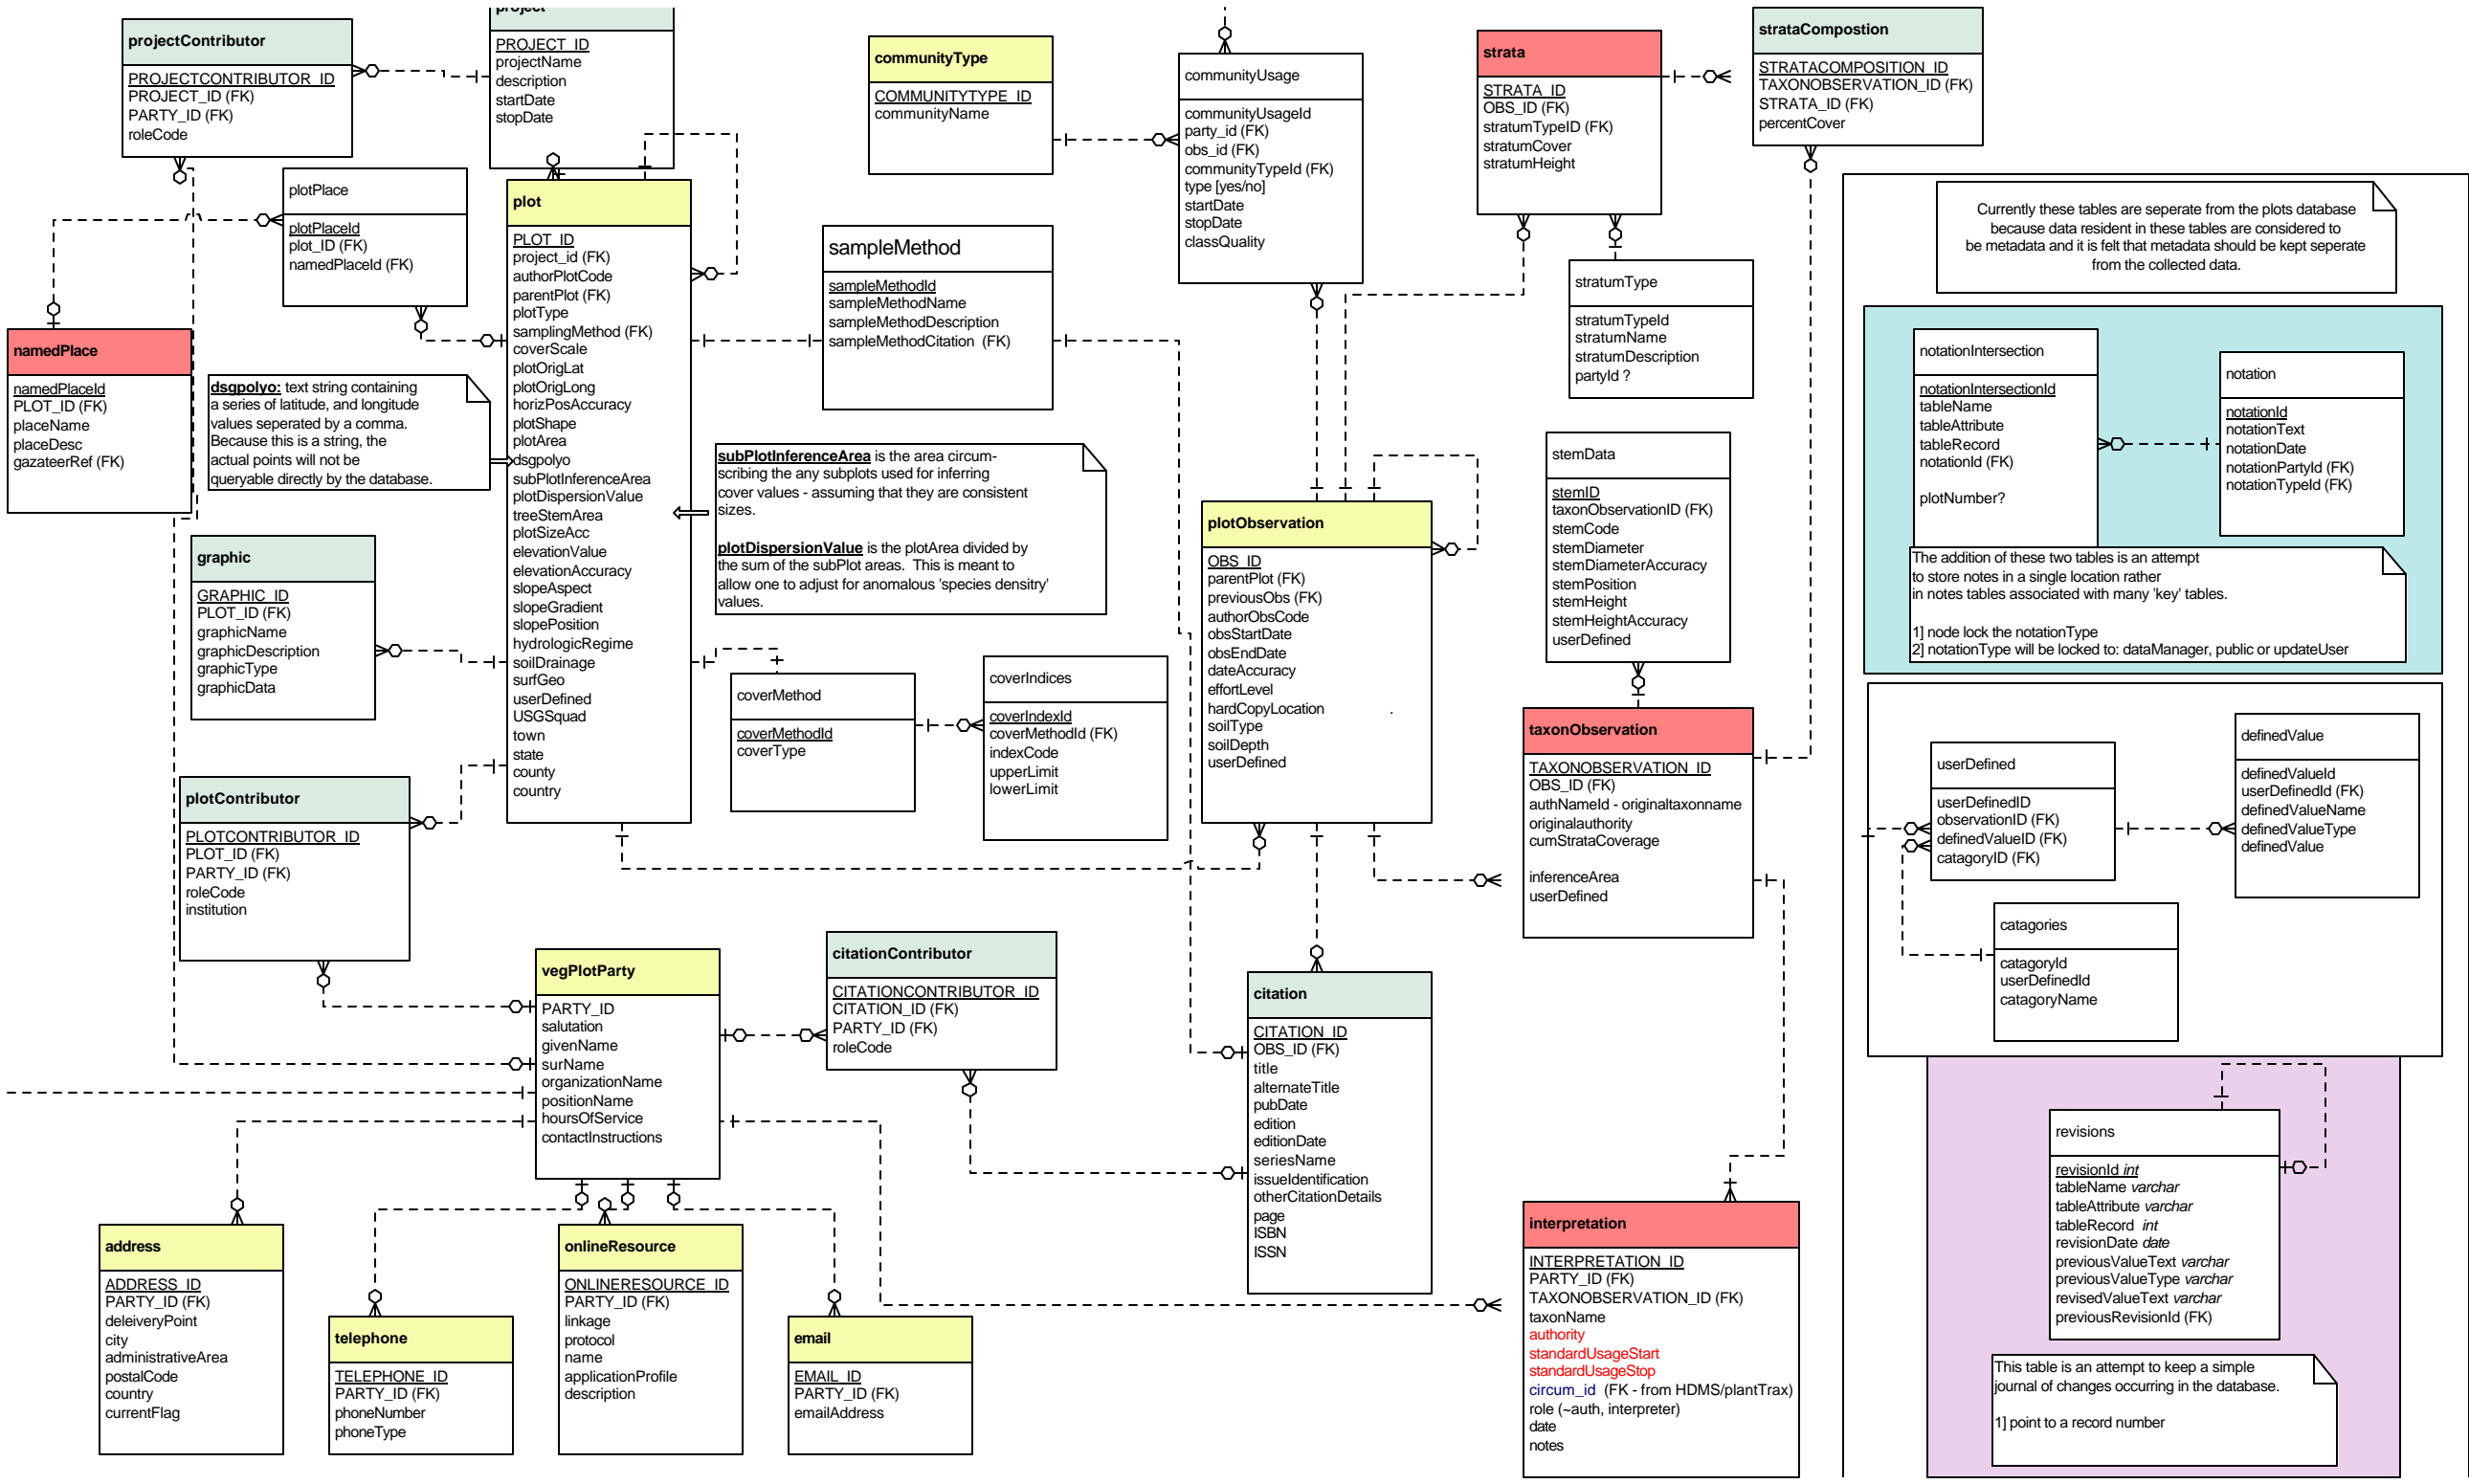 projectContributor
PROJECTCONTRIBUTOR_ID
PROJECT_ID (FK)
PARTY_ID (FK)
roleCode
project
PROJECT_ID
projectName
description
startDate
stopDate
communityType
COMMUNITYTYPE_ID
communityName
communityUsage
communityUsageId
party_id (FK)
obs_id (FK)
communityTypeId (FK)
type [yes/no]
startDate
stopDate
classQuality
strata
STRATA_ID
OBS_ID (FK)
stratumTypeID (FK)
stratumCover
stratumHeight
strataCompostion
STRATACOMPOSITION_ID
TAXONOBSERVATION_ID (FK)
STRATA_ID (FK)
percentCover
plotPlace
plotPlaceId
plot_ID (FK)
namedPlaceId (FK)
plot
PLOT_ID
project_id (FK)
authorPlotCode
parentPlot (FK)
plotType
samplingMethod (FK)
coverScale
plotOrigLat
plotOrigLong
horizPosAccuracy
plotShape
plotArea
dsgpolyo
subPlotInferenceArea
plotDispersionValue
treeStemArea
plotSizeAcc
elevationValue
elevationAccuracy
slopeAspect
slopeGradient
slopePosition
hydrologicRegime
soilDrainage
surfGeo
userDefined
USGSquad
town
state
county
country
sampleMethod
sampleMethodId
sampleMethodName
sampleMethodDescription
sampleMethodCitation (FK)
stratumType
stratumTypeId
stratumName
stratumDescription
partyId ?
Currently these tables are seperate from the plots database
because data resident in these tables are considered to
be metadata and it is felt that metadata should be kept seperate
from the collected data.
namedPlace
namedPlaceId
PLOT_ID (FK)
placeName
placeDesc
gazateerRef (FK)
dsgpolyo: text string containing
a series of latitude, and longitude
values seperated by a comma.
Because this is a string, the
actual points will not be
queryable directly by the database.
subPlotInferenceArea is the area circum-
scribing the any subplots used for inferring
cover values - assuming that they are consistent
sizes.
plotDispersionValue is the plotArea divided by
the sum of the subPlot areas. This is meant to
allow one to adjust for anomalous 'species densitry'
values.
notationIntersection
notationIntersectionId
tableName
tableAttribute
tableRecord
notationId (FK)
plotNumber?
notation
notationId
notationText
notationDate
notationPartyId (FK)
notationTypeId (FK)
The addition of these two tables is an attempt
to store notes in a single location rather
in notes tables associated with many 'key' tables.
1] node lock the notationType
2] notationType will be locked to: dataManager, public or updateUser
stemData
stemID
taxonObservationID (FK)
stemCode
stemDiameter
stemDiameterAccuracy
stemPosition
stemHeight
stemHeightAccuracy
userDefined
plotObservation
OBS_ID
parentPlot (FK)
previousObs (FK)
authorObsCode
obsStartDate
obsEndDate
dateAccuracy
effortLevel
hardCopyLocation .
soilType
soilDepth
userDefined
graphic
GRAPHIC_ID
PLOT_ID (FK)
graphicName
graphicDescription
graphicType
graphicData
coverMethod
coverMethodId
coverType
coverIndices
coverIndexId
coverMethodId (FK)
indexCode
upperLimit
lowerLimit
taxonObservation
TAXONOBSERVATION_ID
OBS_ID (FK)
authNameId - originaltaxonname
originalauthority
cumStrataCoverage
inferenceArea
userDefined
userDefined
userDefinedID
observationID (FK)
definedValueID (FK)
catagoryID (FK)
definedValue
definedValueId
userDefinedId (FK)
definedValueName
definedValueType
definedValue
catagories
catagoryId
userDefinedId
catagoryName
plotContributor
PLOTCONTRIBUTOR_ID
PLOT_ID (FK)
PARTY_ID (FK)
roleCode
institution
vegPlotParty
PARTY_ID
salutation
givenName
surName
organizationName
positionName
hoursOfService
contactInstructions
citationContributor
CITATIONCONTRIBUTOR_ID
CITATION_ID (FK)
PARTY_ID (FK)
roleCode
citation
CITATION_ID
OBS_ID (FK)
title
alternateTitle
pubDate
edition
editionDate
seriesName
issueIdentification
otherCitationDetails
page
ISBN
ISSN
revisions
revisionId int
tableName varchar
tableAttribute varchar
tableRecord int
revisionDate date
previousValueText varchar
previousValueType varchar
revisedValueText varchar
previousRevisionId (FK)
This table is an attempt to keep a simple
journal of changes occurring in the database.
1] point to a record number
address
ADDRESS_ID
PARTY_ID (FK)
deleiveryPoint
city
administrativeArea
postalCode
country
currentFlag
telephone
TELEPHONE_ID
PARTY_ID (FK)
phoneNumber
phoneType
onlineResource
ONLINERESOURCE_ID
PARTY_ID (FK)
linkage
protocol
name
applicationProfile
description
email
EMAIL_ID
PARTY_ID (FK)
emailAddress
interpretation
INTERPRETATION_ID
PARTY_ID (FK)
TAXONOBSERVATION_ID (FK)
taxonName
authority
standardUsageStart
standardUsageStop
circum_id (FK - from HDMS/plantTrax)
role (~auth, interpreter)
date
notes